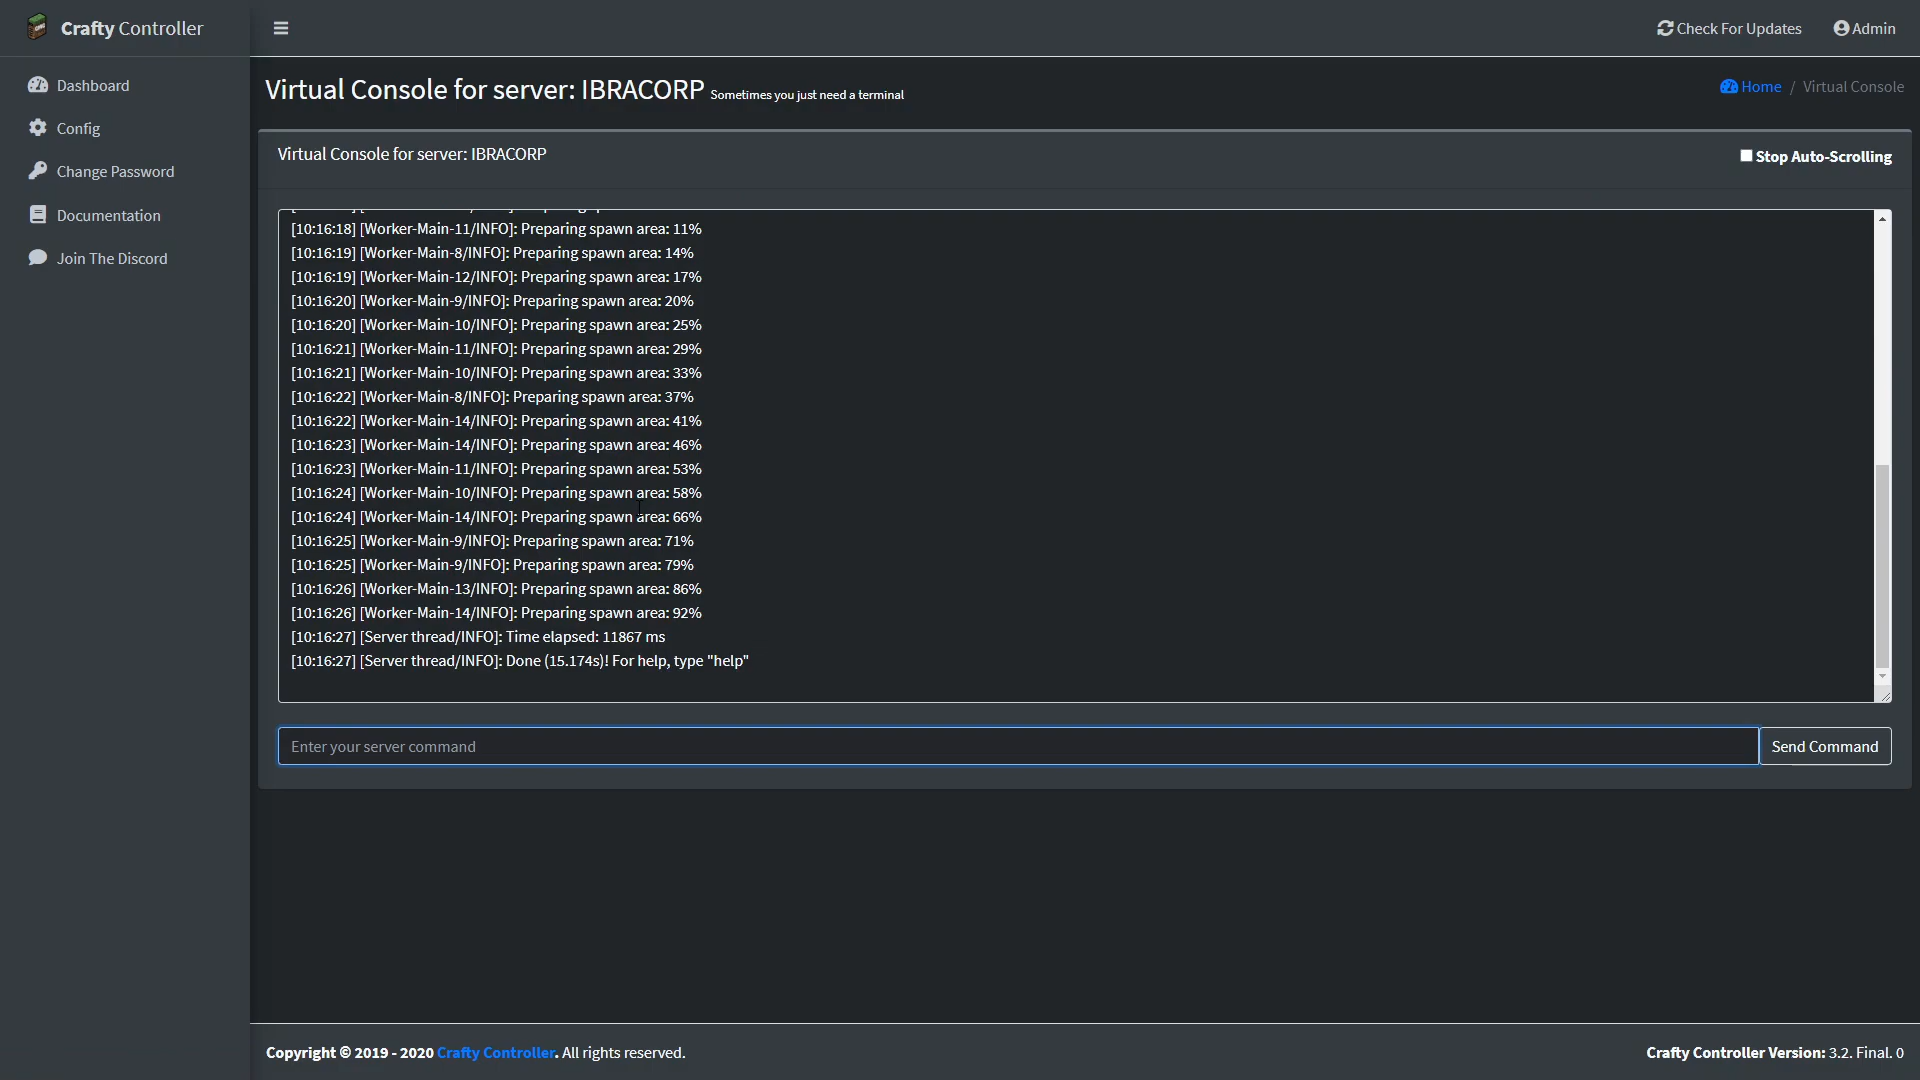 Crafty Controller
Check For Updates
Admin
Dashboard
Config
Change Password
Documentation
Join The Discord
Virtual Console for server: IBRACORP Sometimes you just need a terminal
Home / Virtual Console
Virtual Console for server: IBRACORP
Stop Auto-Scrolling
[10:16:18] [Worker-Main-11/INFO]: Preparing spawn area: 11%
[10:16:19] [Worker-Main-8/INFO]: Preparing spawn area: 14%
[10:16:19] [Worker-Main-12/INFO]: Preparing spawn area: 17%
[10:16:20] [Worker-Main-9/INFO]: Preparing spawn area: 20%
[10:16:20] [Worker-Main-10/INFO]: Preparing spawn area: 25%
[10:16:21] [Worker-Main-11/INFO]: Preparing spawn area: 29%
[10:16:21] [Worker-Main-10/INFO]: Preparing spawn area: 33%
[10:16:22] [Worker-Main-8/INFO]: Preparing spawn area: 37%
[10:16:22] [Worker-Main-14/INFO]: Preparing spawn area: 41%
[10:16:23] [Worker-Main-14/INFO]: Preparing spawn area: 46%
[10:16:23] [Worker-Main-11/INFO]: Preparing spawn area: 53%
[10:16:24] [Worker-Main-10/INFO]: Preparing spawn area: 58%
[10:16:24] [Worker-Main-14/INFO]: Preparing spawn area: 66%
[10:16:25] [Worker-Main-9/INFO]: Preparing spawn area: 71%
[10:16:25] [Worker-Main-9/INFO]: Preparing spawn area: 79%
[10:16:26] [Worker-Main-13/INFO]: Preparing spawn area: 86%
[10:16:26] [Worker-Main-14/INFO]: Preparing spawn area: 92%
[10:16:27] [Server thread/INFO]: Time elapsed: 11867 ms
[10:16:27] [Server thread/INFO]: Done (15.174s)! For help, type "help"
Enter your server command
Send Command
Copyright © 2019 - 2020 Crafty Controller. All rights reserved.
Crafty Controller Version: 3.2. Final. 0